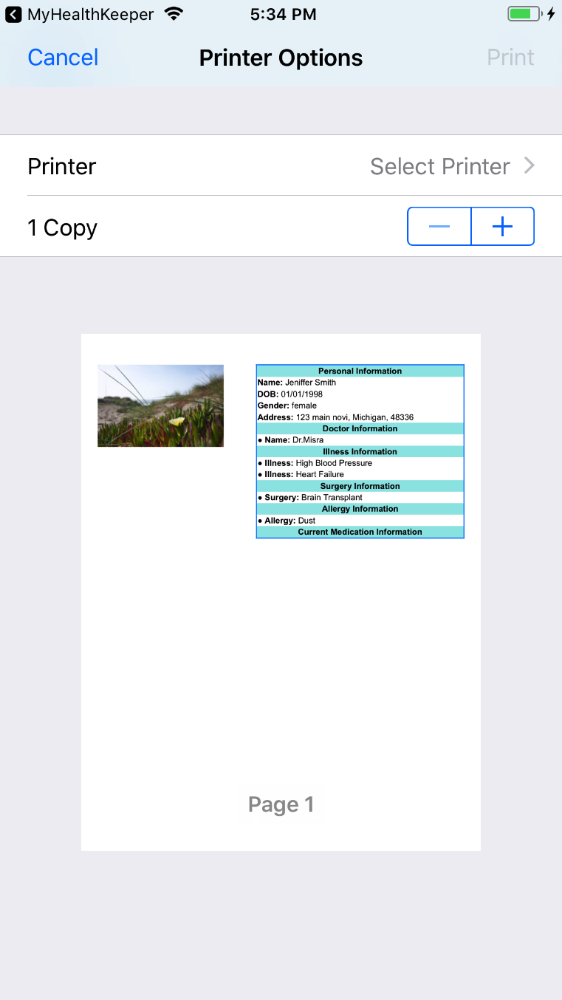 MyHealthKeeper 5:34 PM
Cancel Printer Options Print
Printer Select Printer
1 Copy
Personal Information
Name: Jeniffer Smith
DOB: 01/01/1998
Gender: female
Address: 123 main novi, Michigan, 48336
Doctor Information
● Name: Dr.Misra
Illness Information
● Illness: High Blood Pressure
● Illness: Heart Failure
Surgery Information
● Surgery: Brain Transplant
Allergy Information
● Allergy: Dust
Current Medication Information
Page 1